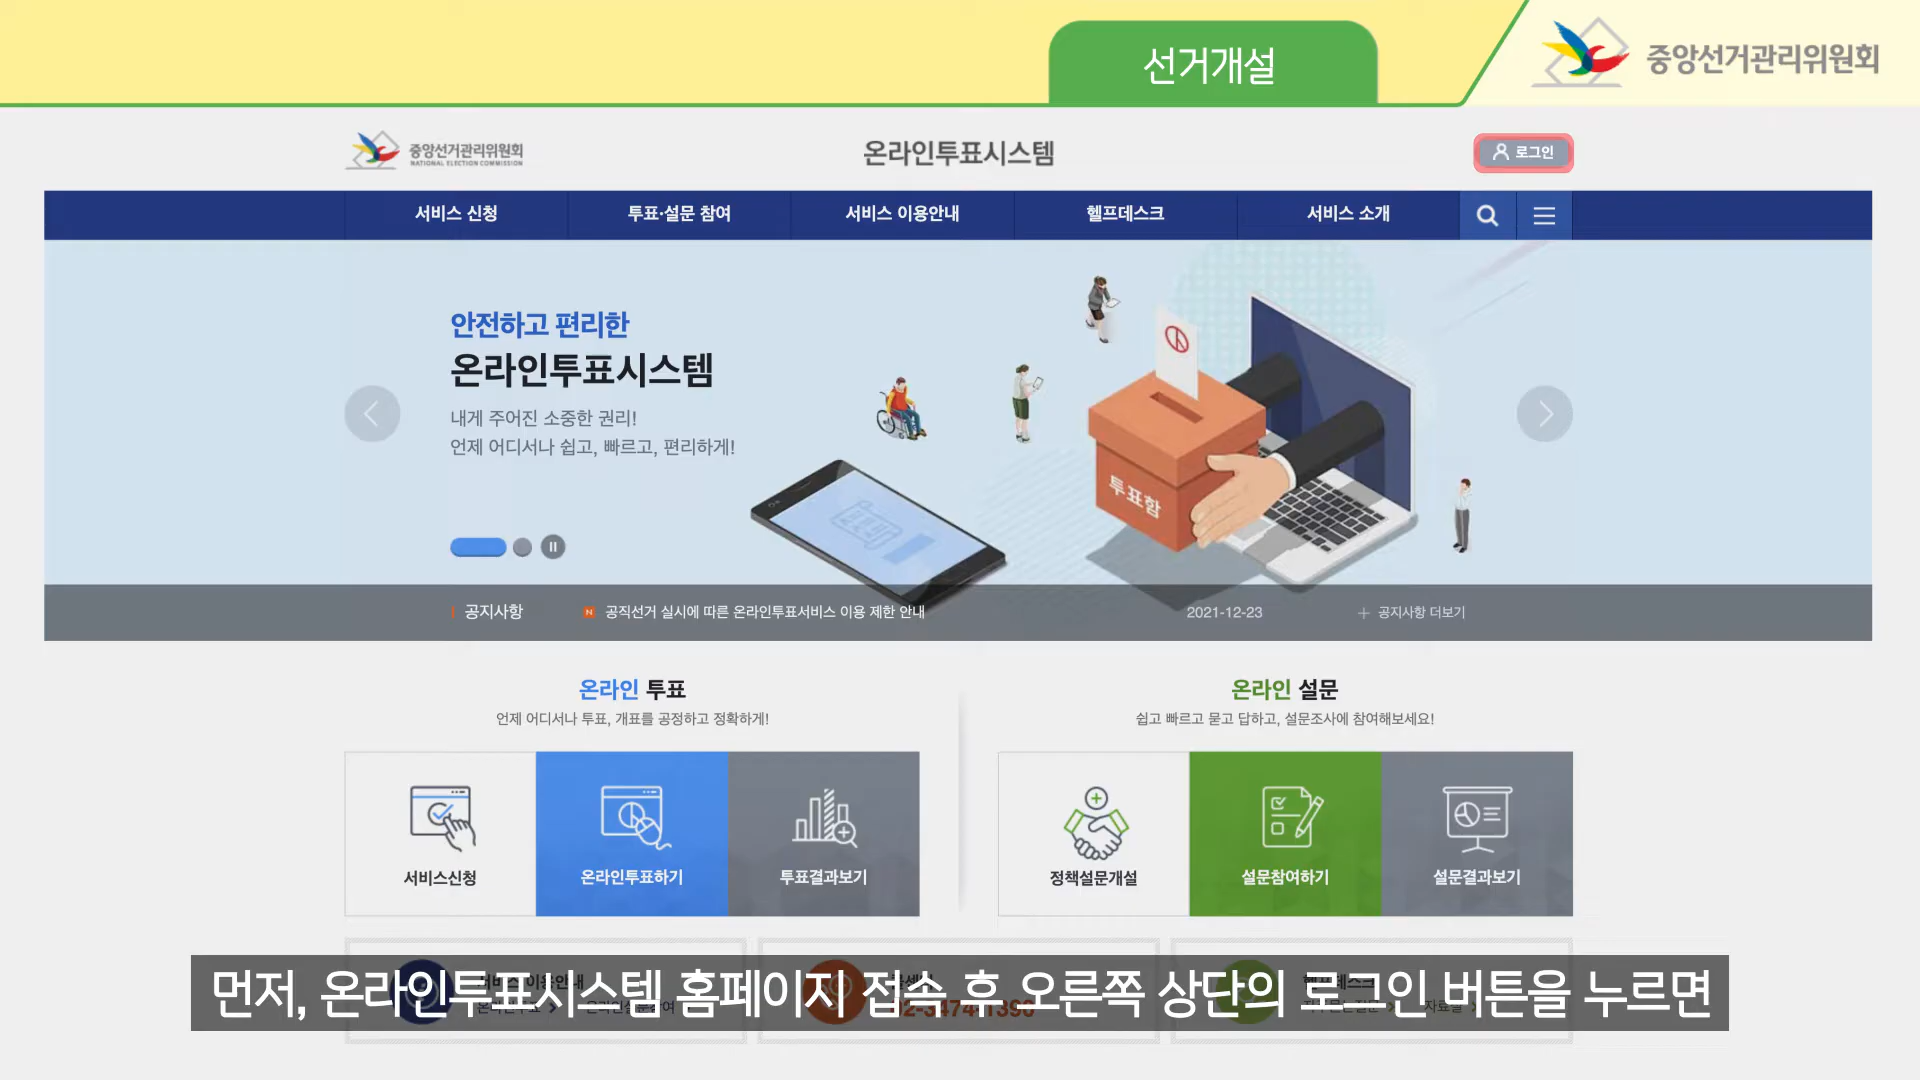 선거개설
중앙선거관리위원회
중앙선거관리위원회
NATIONAL ELECTION COMMISSION
온라인투표시스템
로그인
서비스 신청
투표·설문 참여
서비스 이용안내
헬프데스크
서비스 소개
안전하고 편리한
온라인투표시스템
내게 주어진 소중한 권리!
언제 어디서나 쉽고, 빠르고, 편리하게!
투표함
공지사항
N 공직선거 실시에 따른 온라인투표서비스 이용 제한 안내
2021-12-23
공지사항 더보기
온라인 투표
언제 어디서나 투표, 개표를 공정하고 정확하게!
온라인 설문
쉽고 빠르고 묻고 답하고, 설문조사에 참여해보세요!
서비스신청
온라인투표하기
투표결과보기
정책설문개설
설문참여하기
설문결과보기
먼저, 온라인투표시스템 홈페이지 접속 후 오른쪽 상단의 로그인 버튼을 누르면